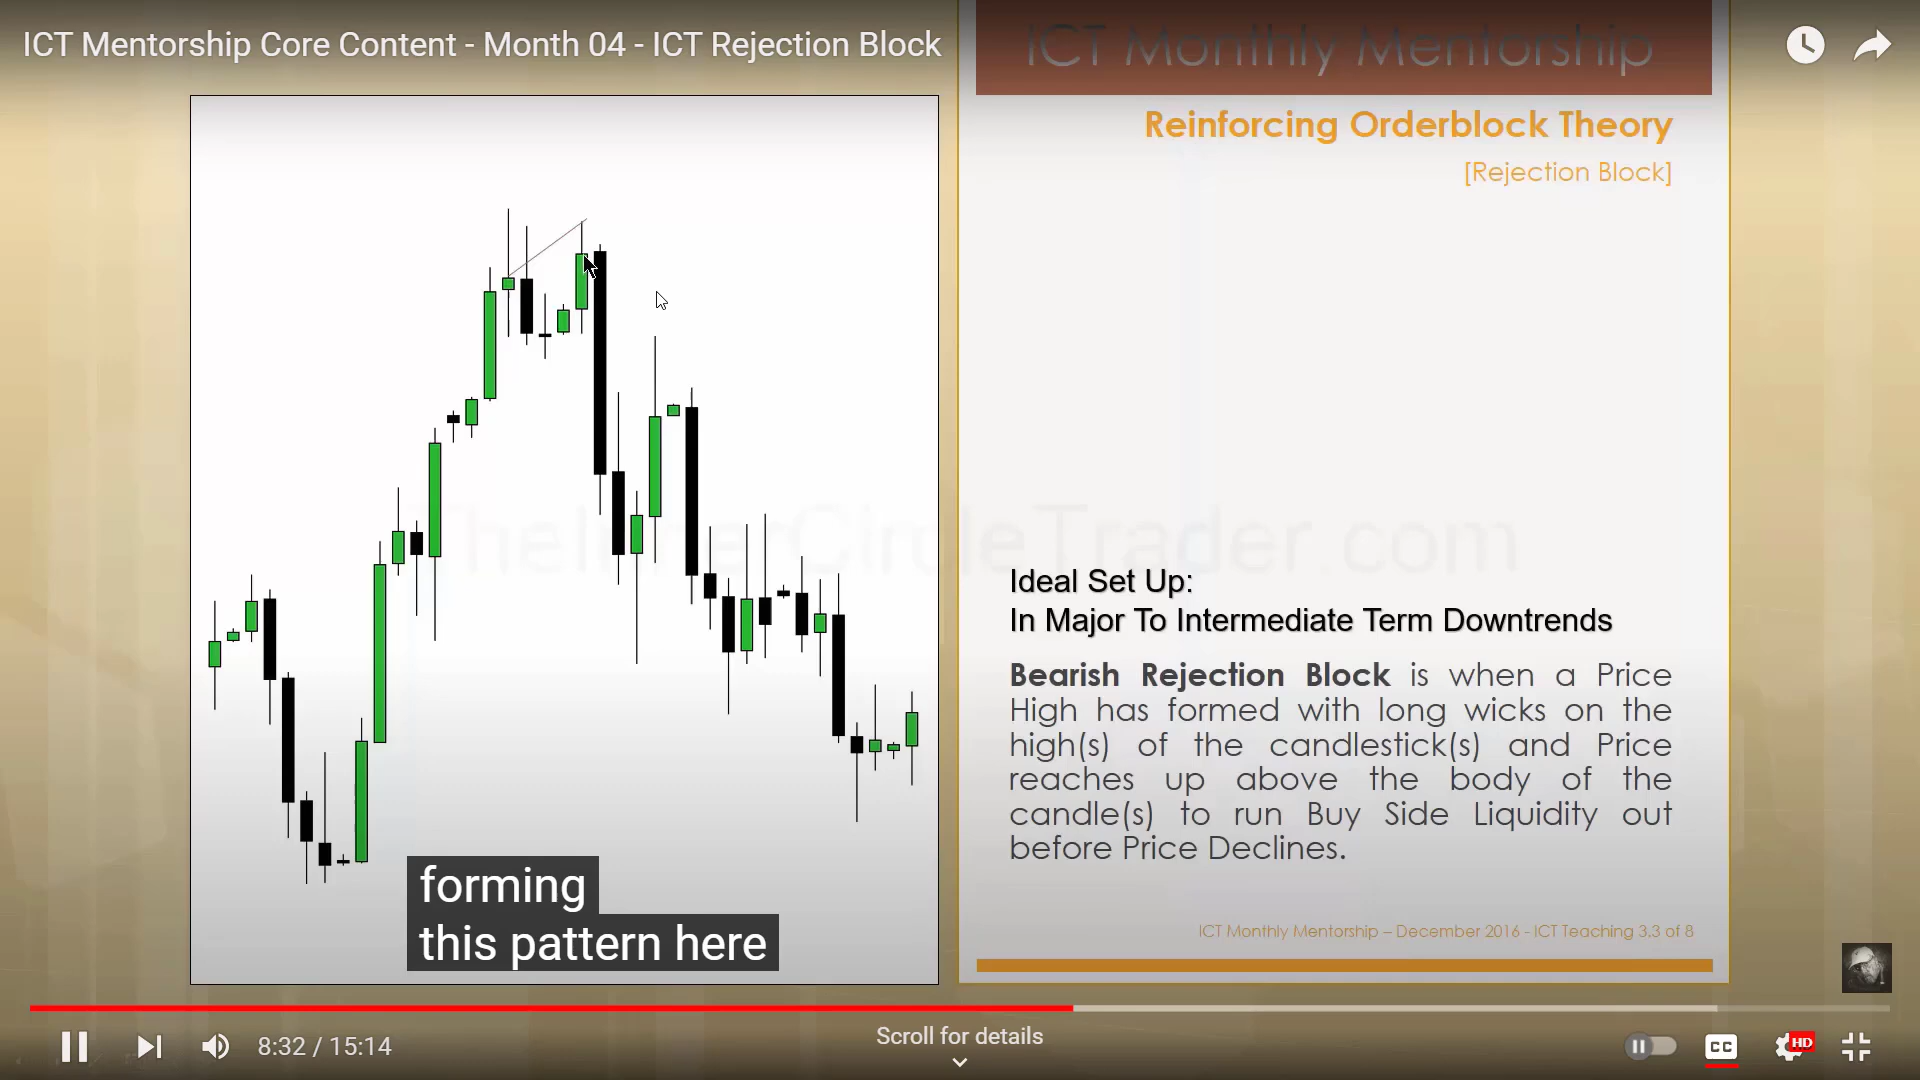 ICT Mentorship Core Content - Month 04 - ICT Rejection Block
ICT Monthly Mentorship
Reinforcing Orderblock Theory
[Rejection Block]
TheInnerCircleTrader.com
Ideal Set Up:
In Major To Intermediate Term Downtrends
Bearish Rejection Block is when a Price
High has formed with long wicks on the
high(s) of the candlestick(s) and Price
reaches up above the body of the
candle(s) to run Buy Side Liquidity out
before Price Declines.
forming
this pattern here
ICT Monthly Mentorship – December 2016 - ICT Teaching 3.3 of 8
8:32 / 15:14
Scroll for details
CC
HD